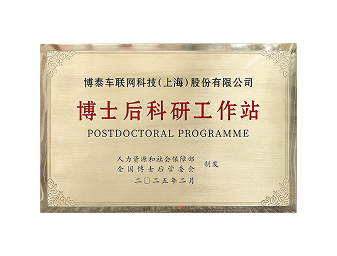 博泰车联网科技(上海)股份有限公司
博士后科研工作站
POSTDOCTORAL PROGRAMME
人力资源和社会保障部
全国博士后管委会
制发
二〇二五年二月